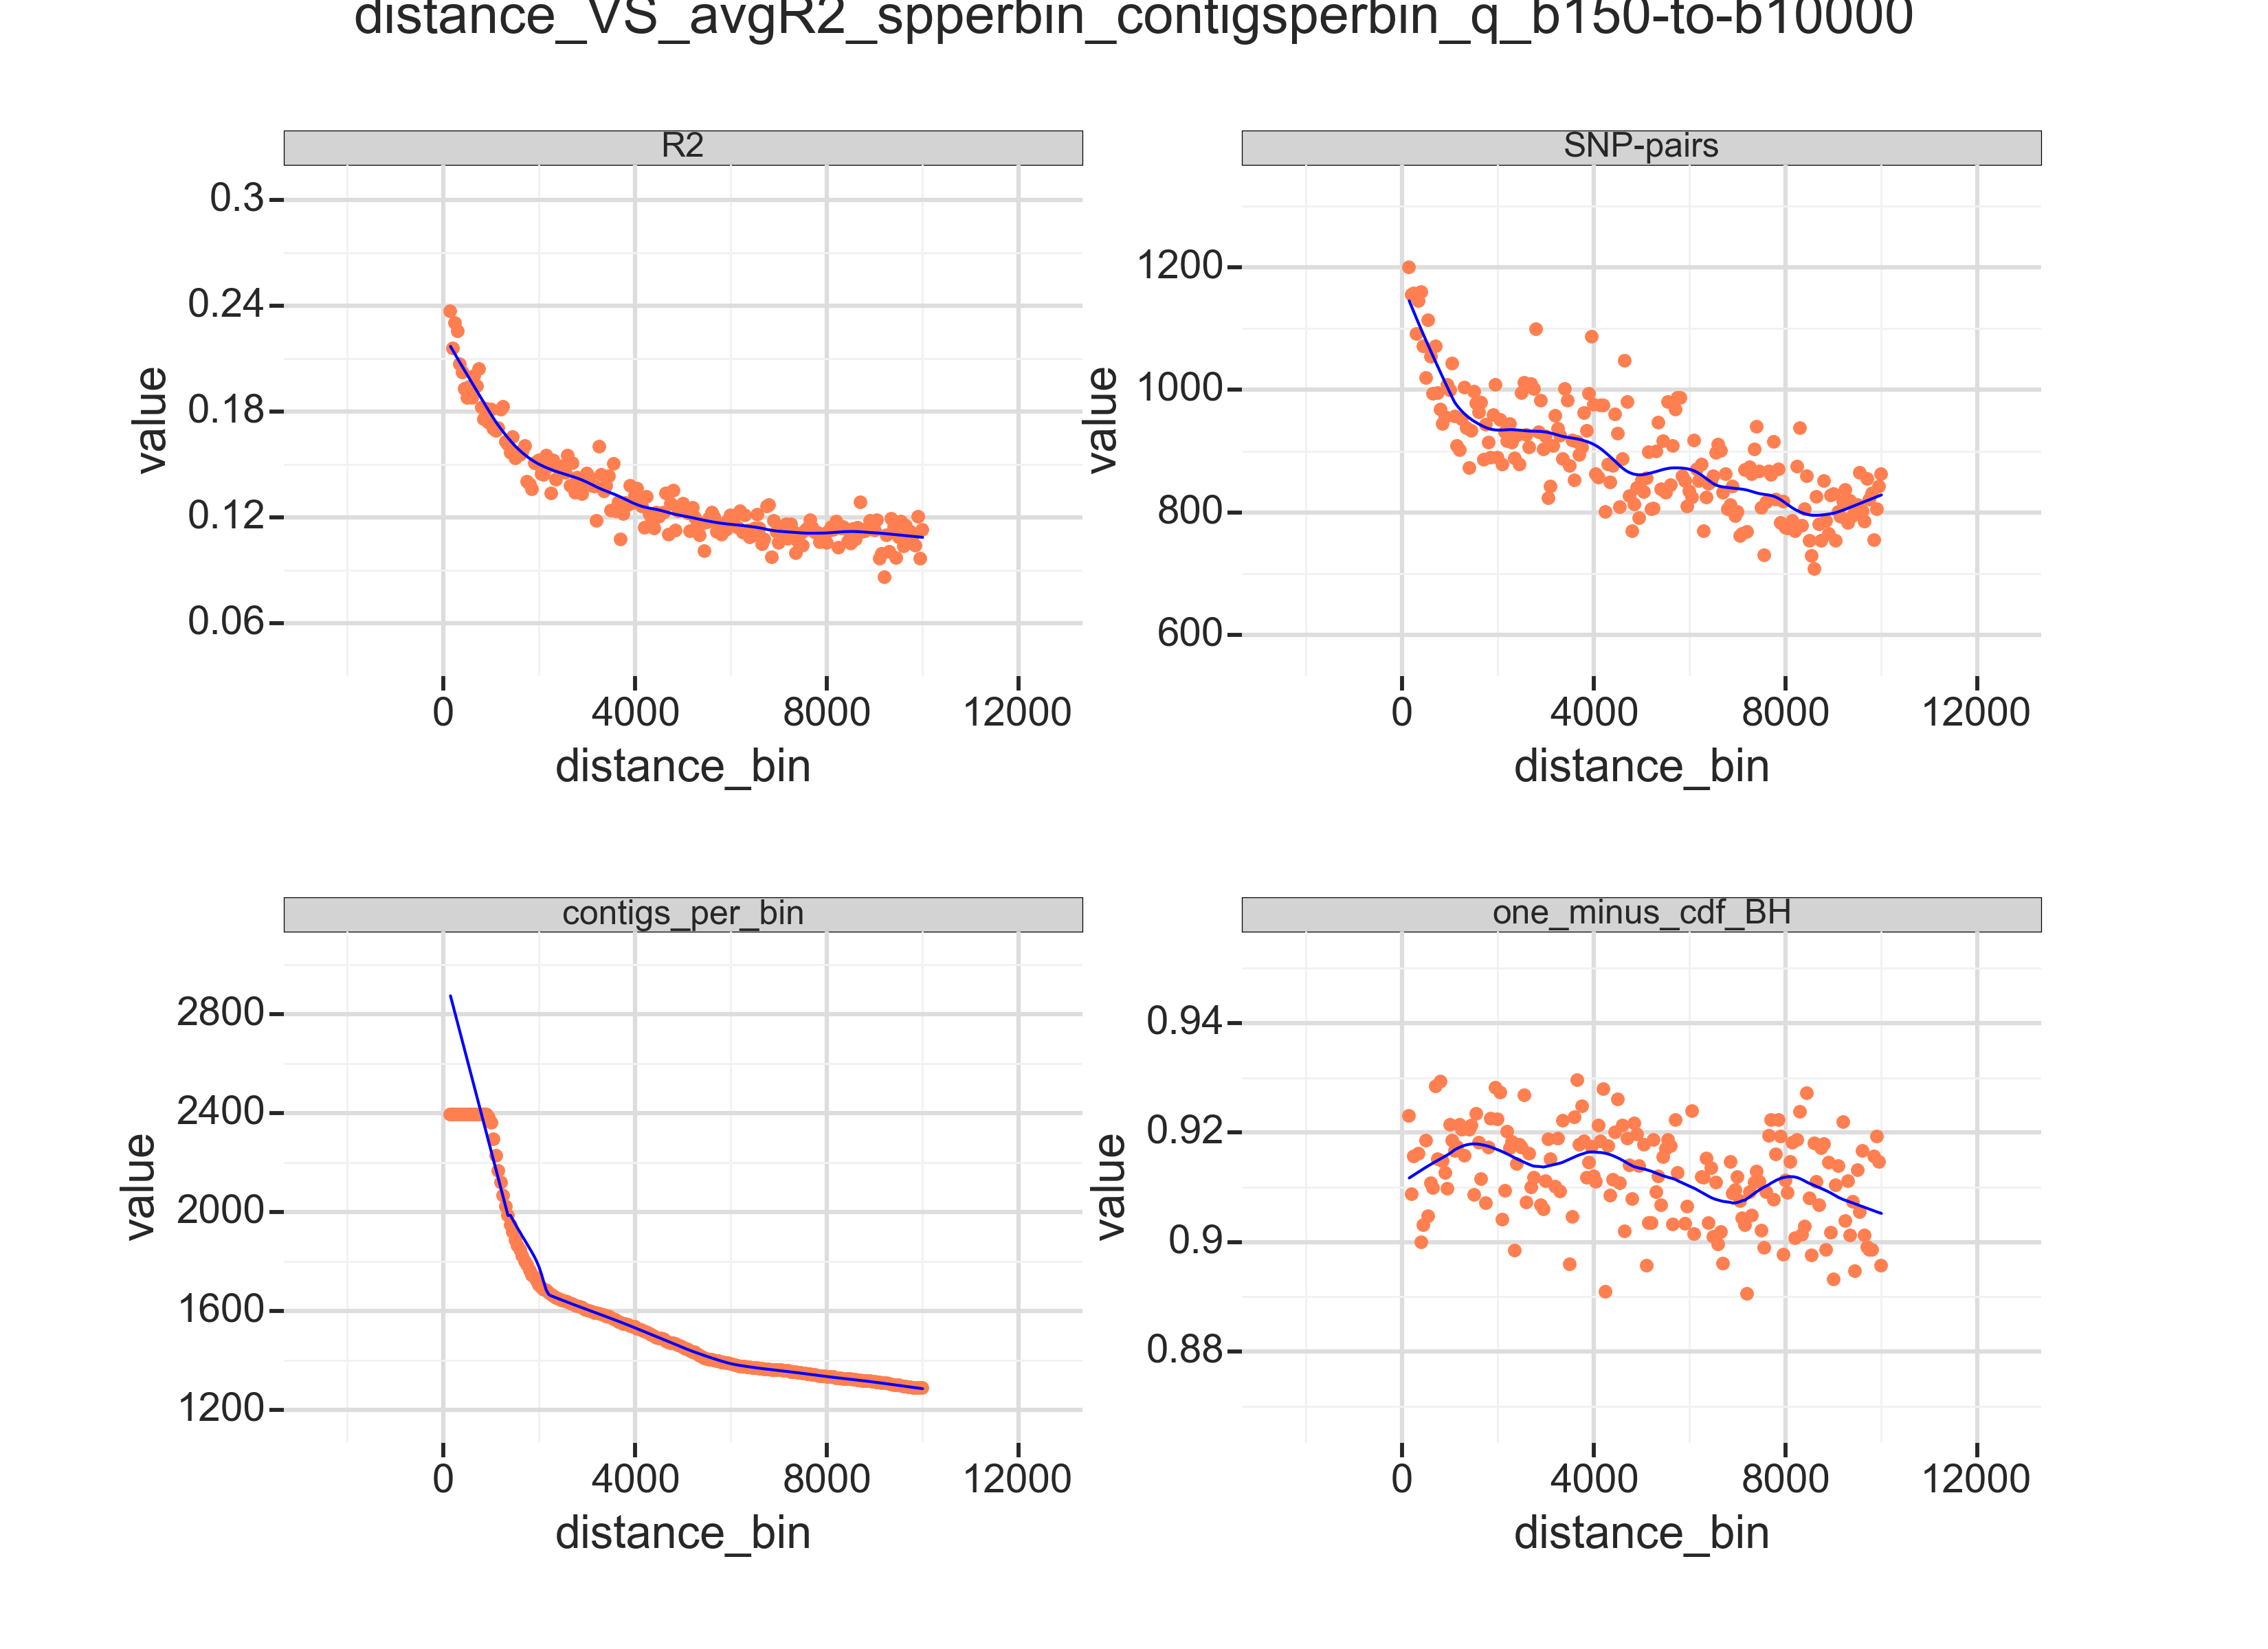 distance_VS_avgR2_spperbin_contigsperbin_q_b150-to-b10000
R2
0.3
0.24
0.18
0.12
0.06
value
0 4000 8000 12000
distance_bin
SNP-pairs
1200
1000
800
600
value
0 4000 8000 12000
distance_bin
contigs_per_bin
2800
2400
2000
1600
1200
value
0 4000 8000 12000
distance_bin
one_minus_cdf_BH
0.94
0.92
0.9
0.88
value
0 4000 8000 12000
distance_bin